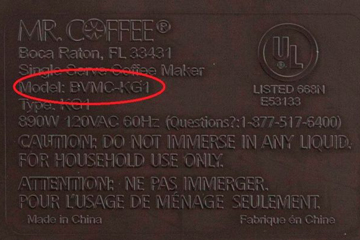 MR. COFFEE®
Boca Raton, FL 33431
Single Serve Coffee Maker
Model: BVMC-KG1
Type: KG1
890W 120VAC 60Hz (Questions?:1-877-517-6400)
CAUTION: DO NOT IMMERSE IN ANY LIQUID.
FOR HOUSEHOLD USE ONLY.
ATTENTION: NE PAS IMMERGER.
POUR L'USAGE DE MÉNAGE SEULEMENT.
Made in China Fabriqué én Chine
UL
LISTED 668N
E53133